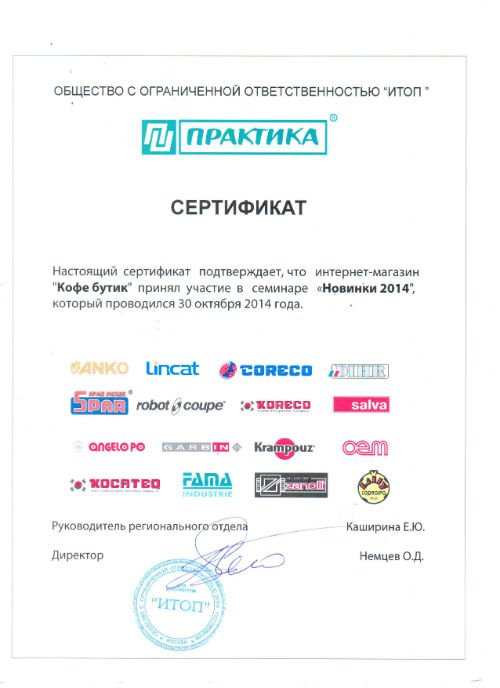 ОБЩЕСТВО С ОГРАНИЧЕННОЙ ОТВЕТСТВЕННОСТЬЮ "ИТОП "
ПРАКТИКА®
СЕРТИФИКАТ
Настоящий сертификат подтверждает, что интернет-магазин
"Кофе бутик" принял участие в семинаре «Новинки 2014",
который проводился 30 октября 2014 года.
ANKO Lincat CORECO DIHR
SPAR MIXER SPAR® robot coupe® KORECO salva
ANGELO PO GARBIN Krampouz oem
KOCATEQ FAMA INDUSTRIE zanolli
Руководитель регионального отдела Каширина Е.Ю.
Директор Немцев О.Д.
"ИТОП"